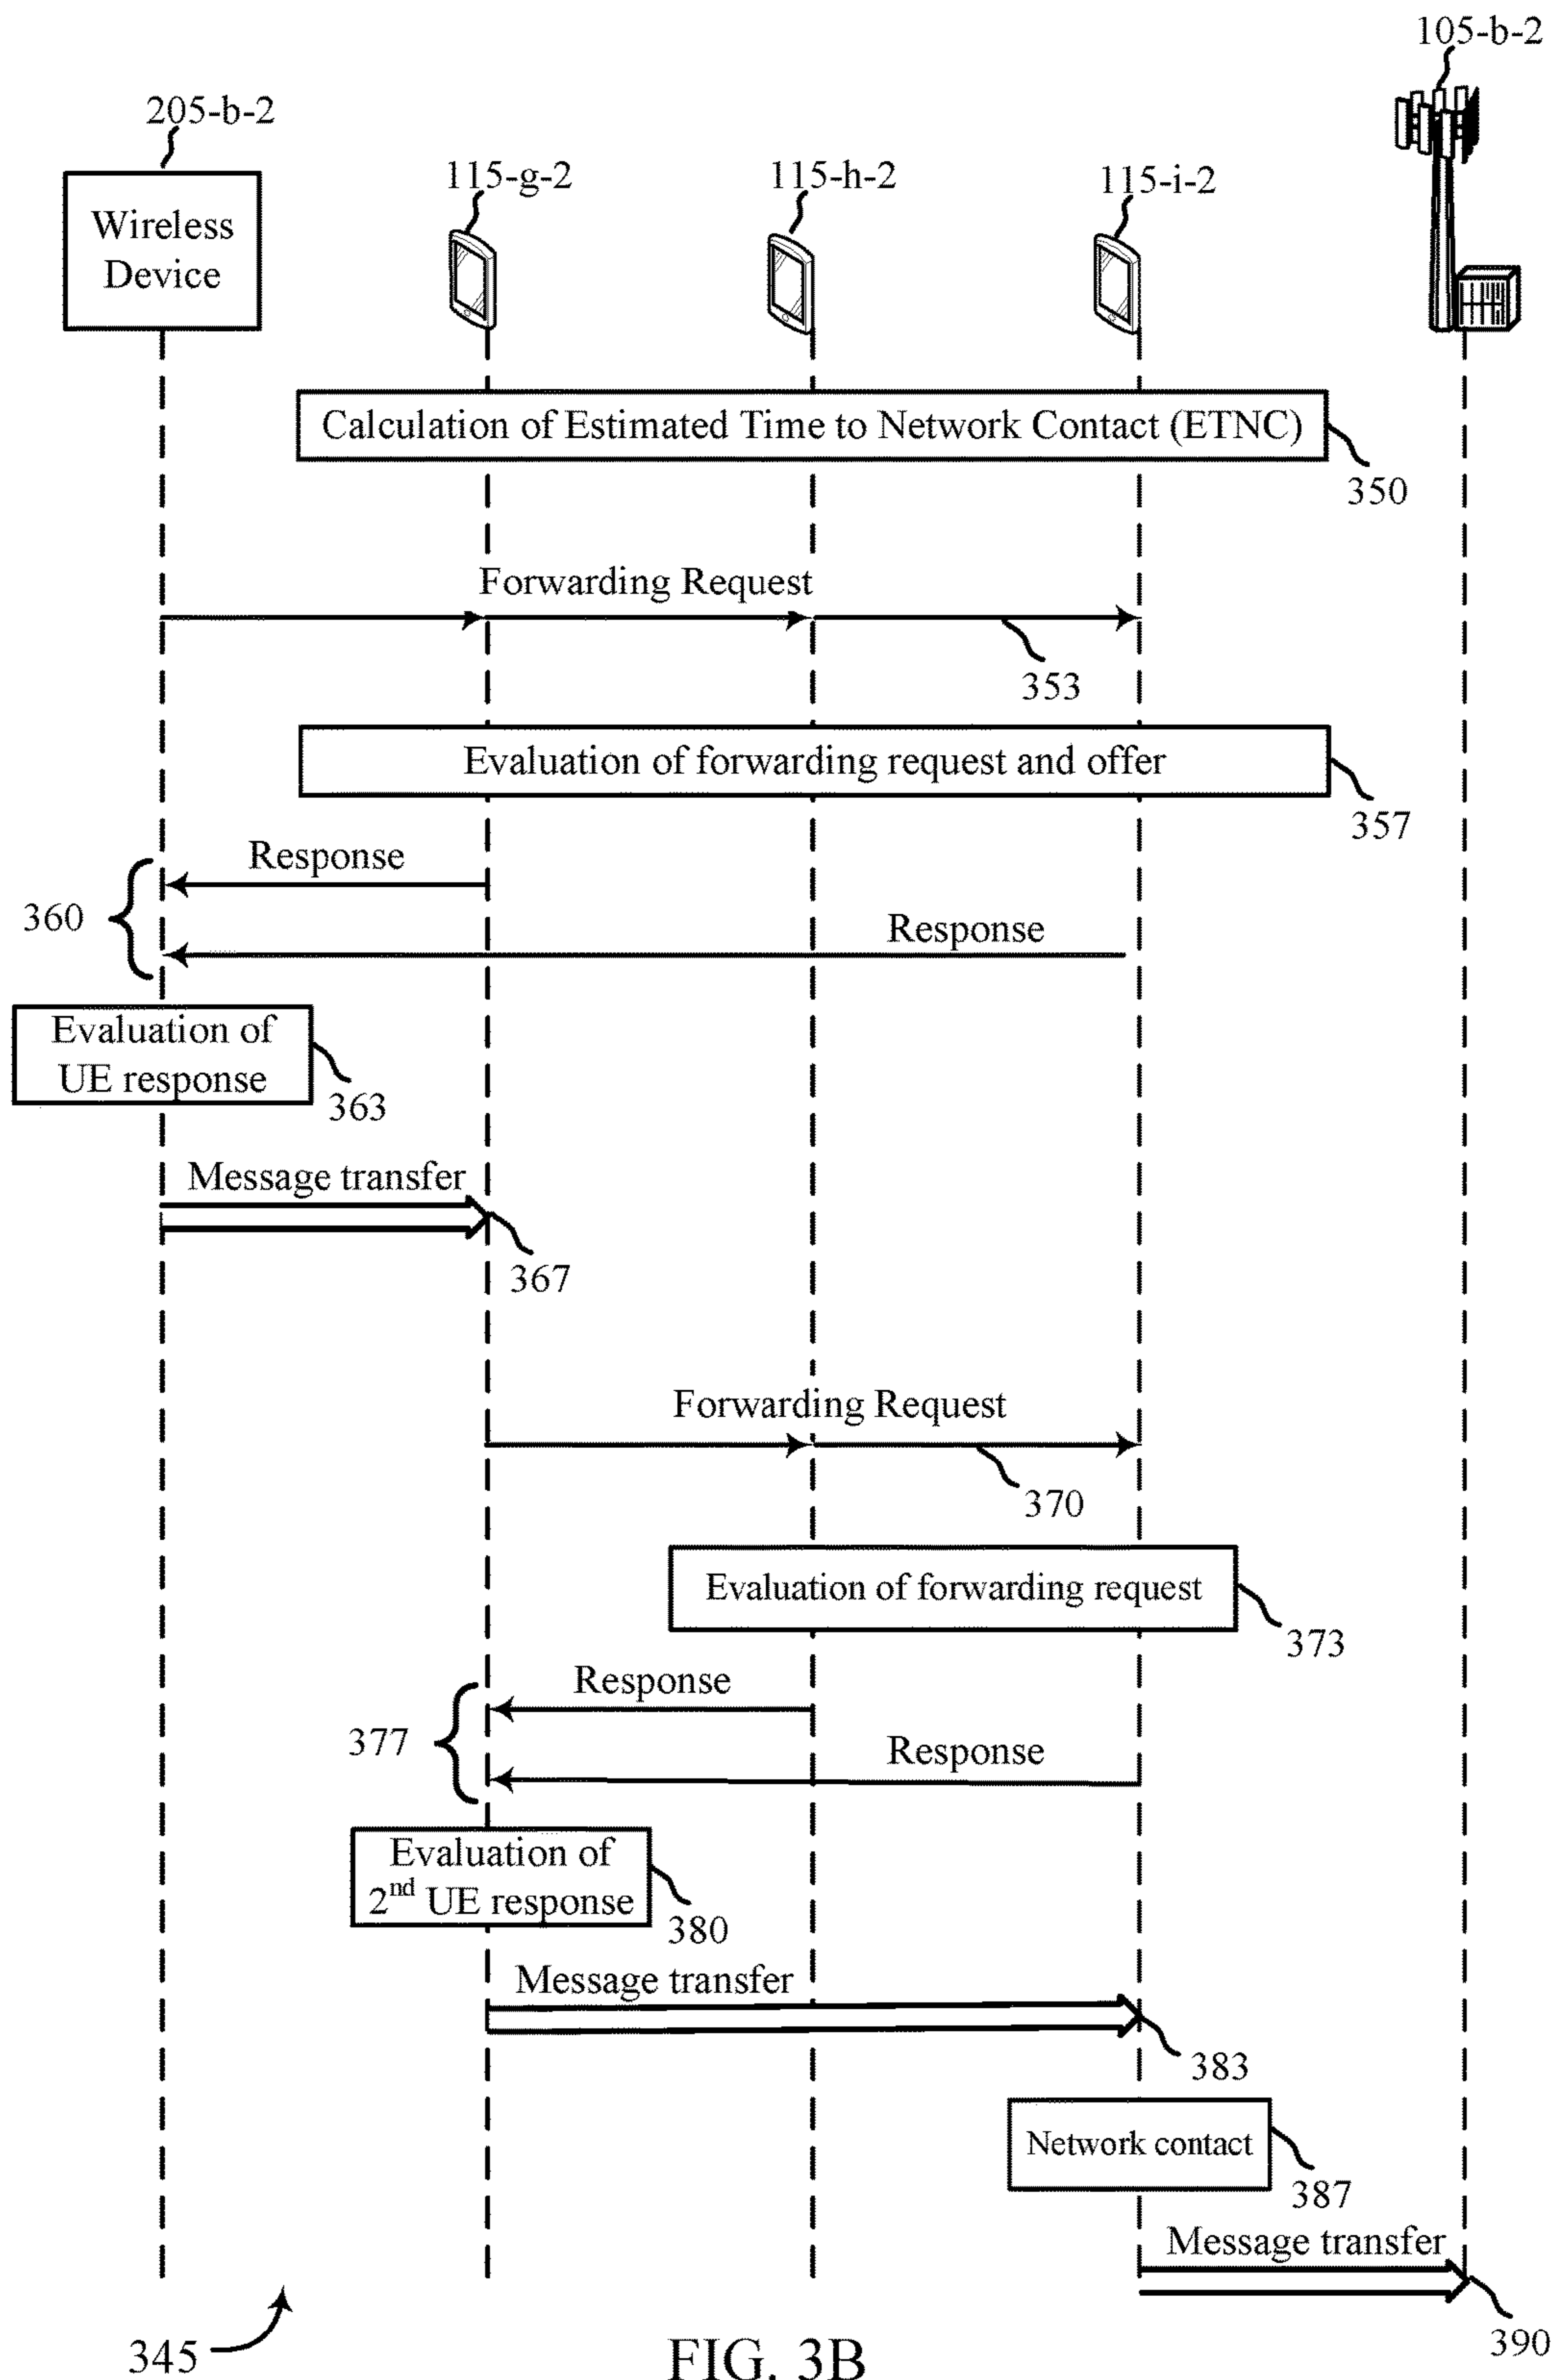 105-b-2
205-b-2
115-g-2
115-h-2
115-i-2
Wireless
Device
Calculation of Estimated Time to Network Contact (ETNC)
350
Forwarding Request
353
Evaluation of forwarding request and offer
357
Response
360
Response
Evaluation of
UE response
363
Message transfer
367
Forwarding Request
370
Evaluation of forwarding request
373
Response
377
Response
Evaluation of
2nd UE response
380
Message transfer
383
Network contact
387
Message transfer
390
345
FIG. 3B